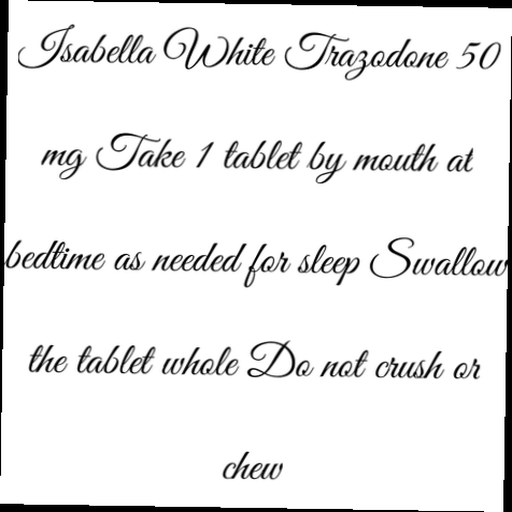 Isabella White Trazodone 50
mg Take 1 tablet by mouth at
bedtime as needed for sleep Swallow
the tablet whole Do not crush or
chew